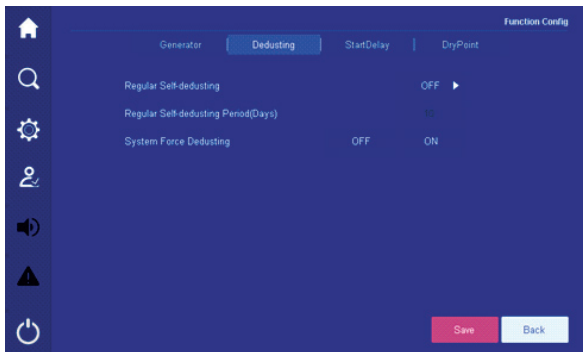 Function Config
Generator Dedusting StartDelay DryPoint
Regular Self-dedusting OFF
Regular Self-dedusting Period(Days)
System Force Dedusting OFF ON
Save Back